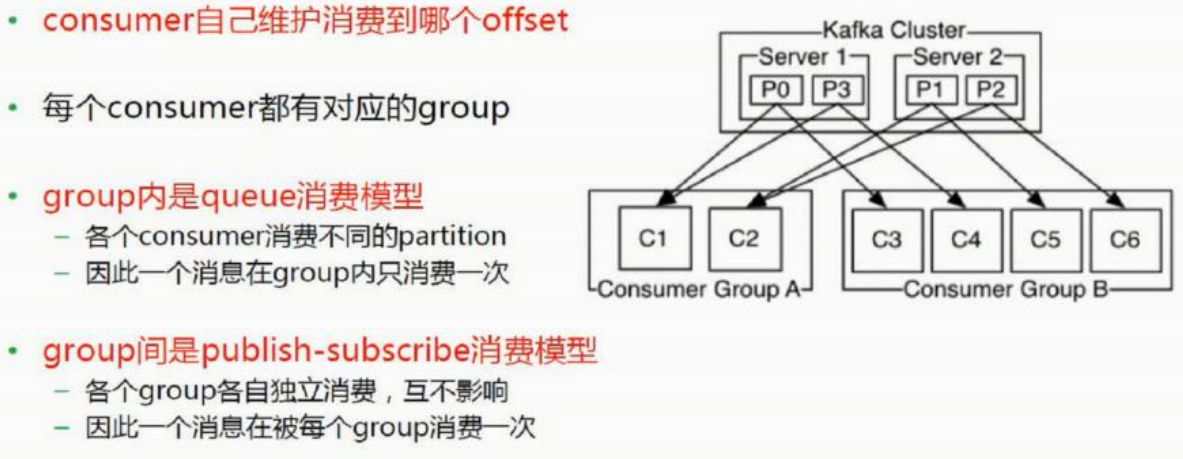 • consumer自己维护消费到哪个offset
• 每个consumer都有对应的group
• group内是queue消费模型
– 各个consumer消费不同的partition
– 因此一个消息在group内只消费一次
• group间是publish-subscribe消费模型
– 各个group各自独立消费，互不影响
– 因此一个消息在被每个group消费一次
Kafka Cluster
Server 1 Server 2
P0 P3 P1 P2
C1 C2 C3 C4 C5 C6
Consumer Group A Consumer Group B